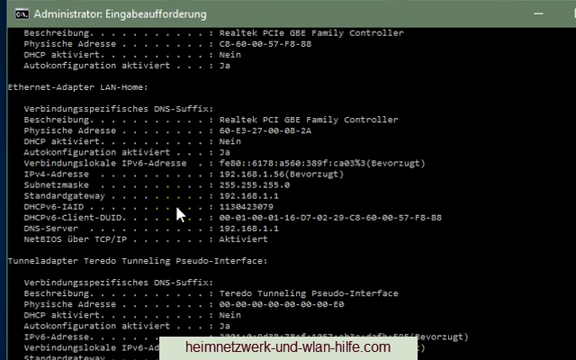 Administrator: Eingabeaufforderung
Beschreibung. . . . . . . . . . . : Realtek PCIe GBE Family Controller
Physische Adresse . . . . . . . . : C8-60-00-57-F8-88
DHCP aktiviert. . . . . . . . . . : Nein
Autokonfiguration aktiviert . . . : Ja
Ethernet-Adapter LAN-Home:
Verbindungsspezifisches DNS-Suffix:
Beschreibung. . . . . . . . . . . : Realtek PCI GBE Family Controller
Physische Adresse . . . . . . . . : 60-E3-27-00-08-2A
DHCP aktiviert. . . . . . . . . . : Nein
Autokonfiguration aktiviert . . . : Ja
Verbindungslokale IPv6-Adresse . : fe80::6178:a560:389f:ca03%3(Bevorzugt)
IPv4-Adresse . . . . . . . . . . : 192.168.1.56(Bevorzugt)
Subnetzmaske . . . . . . . . . . : 255.255.255.0
Standardgateway . . . . . . . . . : 192.168.1.1
DHCPv6-IAID . . . . . . . . . . . : 1130423079
DHCPv6-Client-DUID. . . . . . . . : 00-01-00-01-16-D7-02-29-C8-60-00-57-F8-88
DNS-Server . . . . . . . . . . . : 192.168.1.1
NetBIOS über TCP/IP . . . . . . . : Aktiviert
Tunneladapter Teredo Tunneling Pseudo-Interface:
Verbindungsspezifisches DNS-Suffix:
Beschreibung. . . . . . . . . . . : Teredo Tunneling Pseudo-Interface
Physische Adresse . . . . . . . . : 00-00-00-00-00-00-00-E0
DHCP aktiviert. . . . . . . . . . : Nein
Autokonfiguration aktiviert . . . : Ja
IPv6-Adresse. . . . . . . . . . . :
heimnetzwerk-und-wlan-hilfe.com